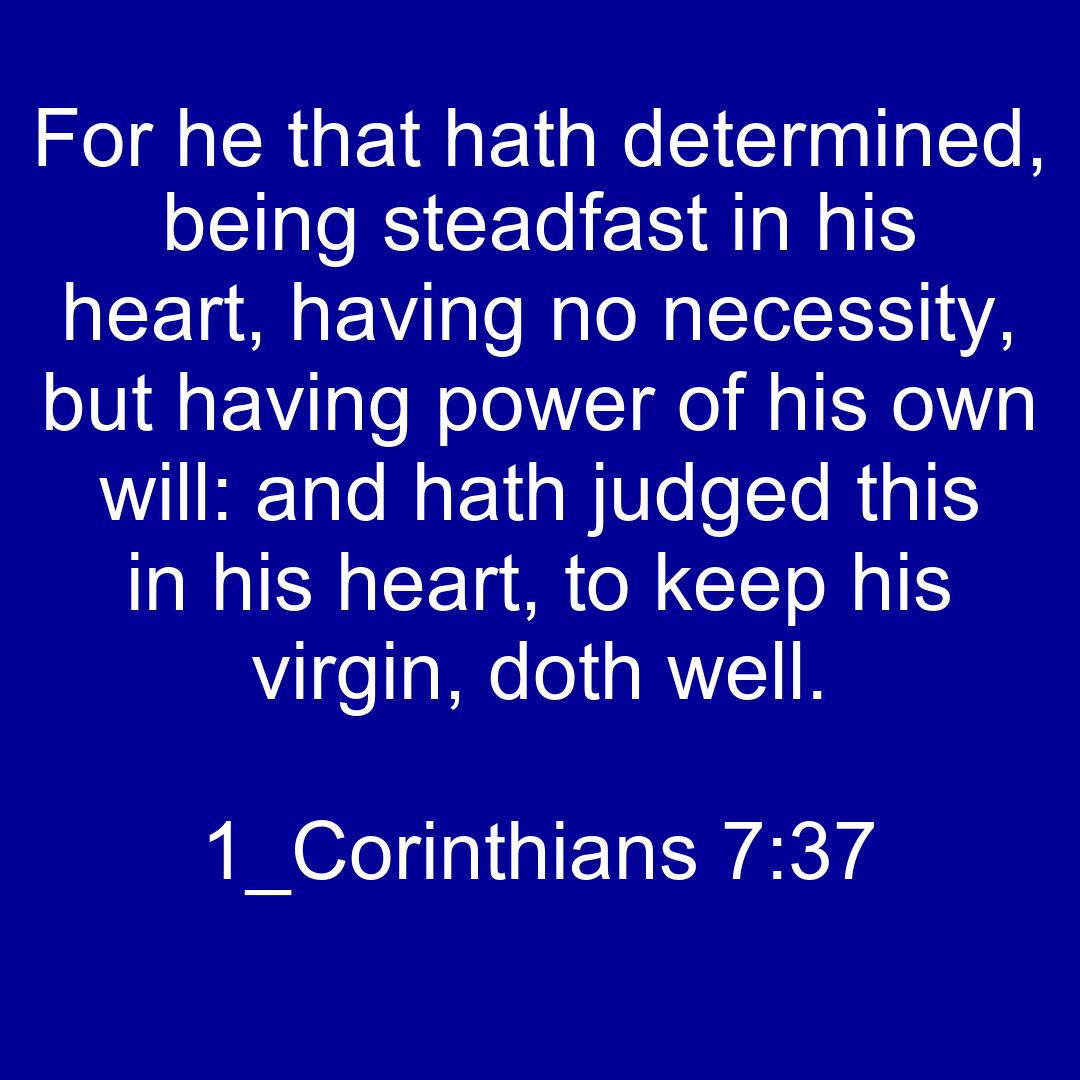 For he that hath determined,
being steadfast in his
heart, having no necessity,
but having power of his own
will: and hath judged this
in his heart, to keep his
virgin, doth well.
1_Corinthians 7:37